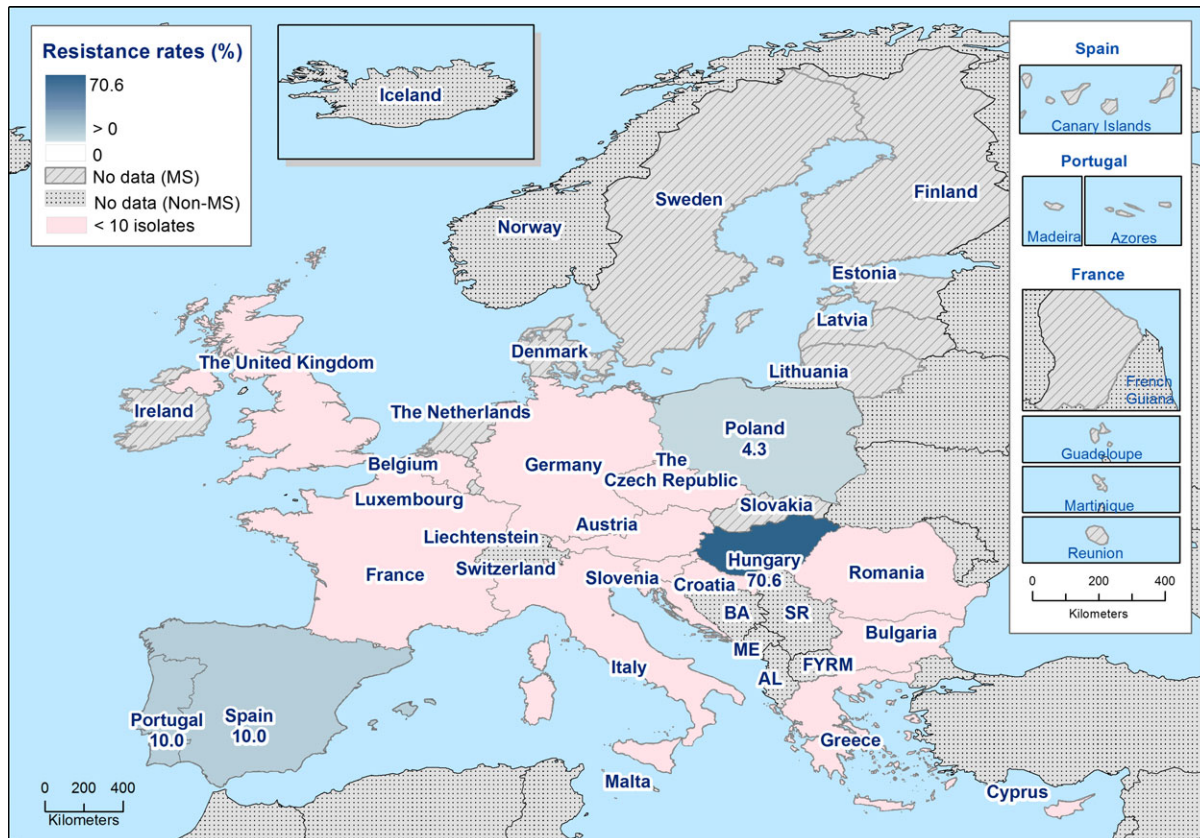 Resistance rates (%)
70.6
> 0
0
No data (MS)
No data (Non-MS)
< 10 isolates
Iceland
Norway
Sweden
Finland
Estonia
Latvia
Lithuania
Denmark
The United Kingdom
Ireland
The Netherlands
Belgium
Luxembourg
Germany
Poland
4.3
The
Czech Republic
Slovakia
Austria
Liechtenstein
Switzerland
France
Slovenia
Croatia
Hungary
70.6
Romania
BA
SR
Bulgaria
ME
FYRM
AL
Italy
Portugal
10.0
Spain
10.0
Greece
Malta
Cyprus
0 200 400
Kilometers
Spain
Canary Islands
Portugal
Madeira
Azores
France
French
Guiana
Guadeloupe
Martinique
Reunion
0 200 400
Kilometers